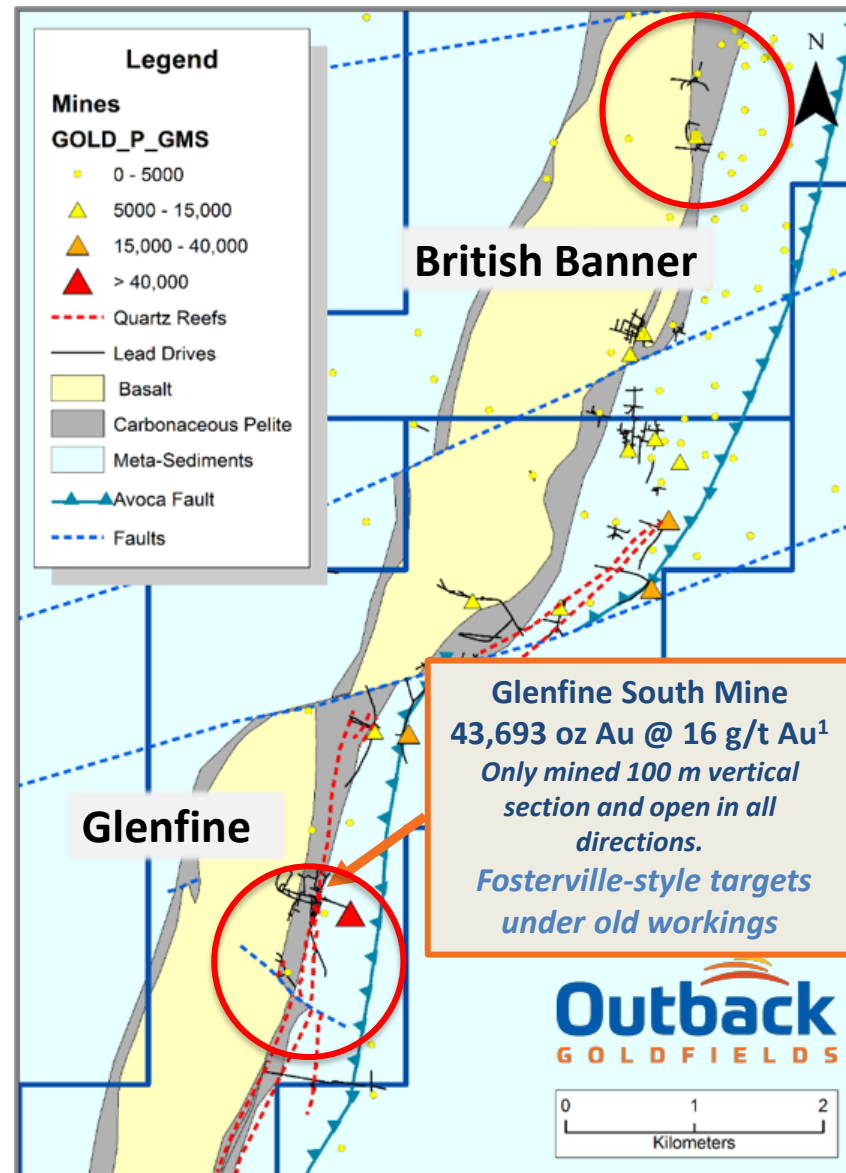 Legend
Mines
GOLD_P_GMS
0 - 5000
5000 - 15,000
15,000 - 40,000
> 40,000
Quartz Reefs
Lead Drives
Basalt
Carbonaceous Pelite
Meta-Sediments
Avoca Fault
Faults
N
British Banner
Glenfine South Mine
43,693 oz Au @ 16 g/t Au¹
Only mined 100 m vertical
section and open in all
directions.
Fosterville-style targets
under old workings
Glenfine
Outback
GOLDFIELDS
0 1 2
Kilometers